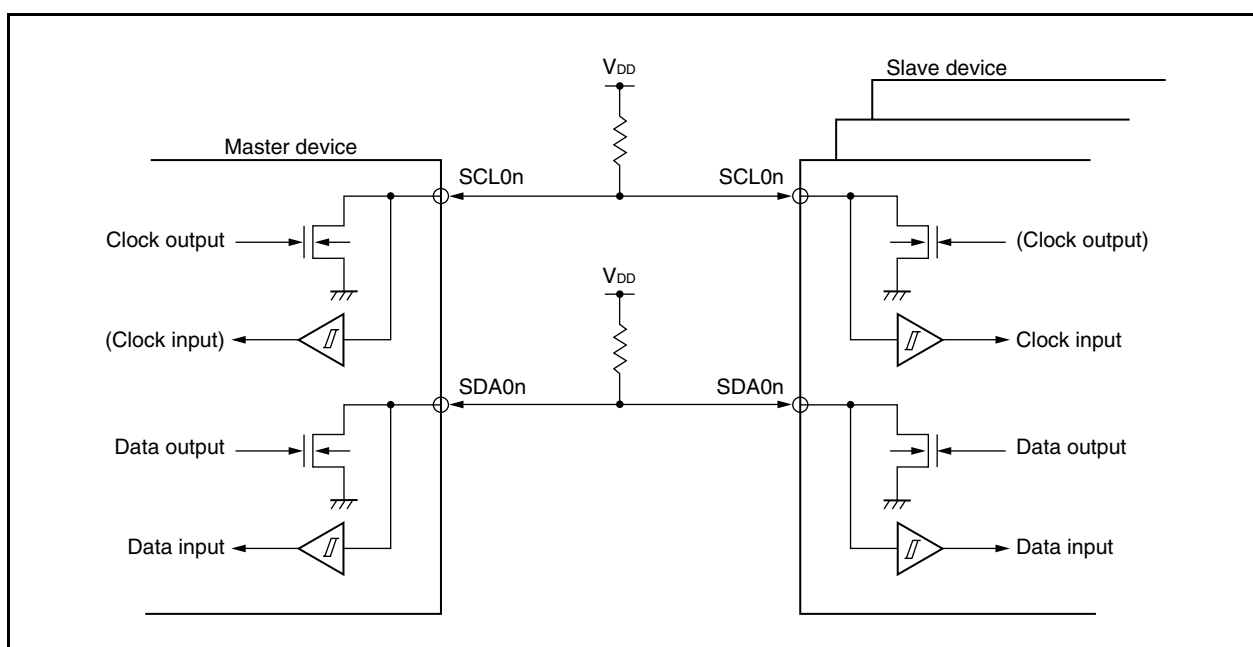 VDD
Slave device
Master device
SCL0n
SCL0n
Clock output
(Clock output)
VDD
(Clock input)
Clock input
SDA0n
SDA0n
Data output
Data output
Data input
Data input